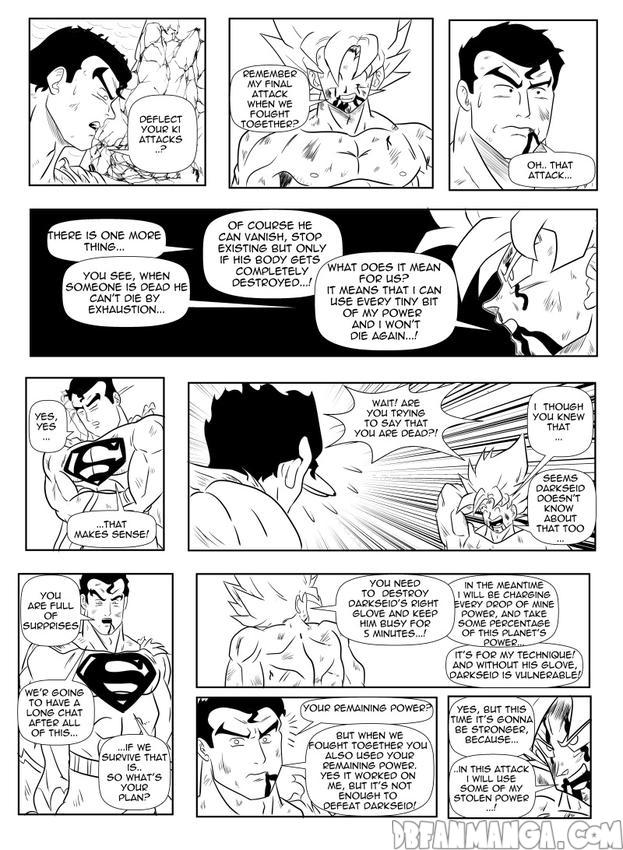 DEFLECT
YOUR KI
ATTACKS
..?
REMEMBER
MY FINAL
ATTACK
WHEN WE
FOUGHT
TOGETHER?
OH.. THAT
ATTACK...
THERE IS ONE MORE
THING...
YOU SEE, WHEN
SOMEONE IS DEAD HE
CAN'T DIE BY
EXHAUSTION...
OF COURSE HE
CAN VANISH, STOP
EXISTING BUT ONLY
IF HIS BODY GETS
COMPLETELY
DESTROYED...!
WHAT DOES IT MEAN
FOR US?
IT MEANS THAT I CAN
USE EVERY TINY BIT
OF MY POWER
AND I WON'T
DIE AGAIN...!
YES,
YES
...
...THAT
MAKES SENSE!
WAIT! ARE
YOU TRYING
TO SAY THAT
YOU ARE DEAD?!
I THOUGH
YOU KNEW
THAT
...
SEEMS
DARKSEID
DOESN'T
KNOW
ABOUT
THAT TOO
...
YOU
ARE
FULL OF
SURPRISES
WE'R GOING
TO HAVE A
LONG CHAT
AFTER ALL
OF THIS...
...IF WE
SURVIVE THAT
IS..
SO WHAT'S
YOUR
PLAN?
YOU NEED
TO DESTROY
DARKSEID'S RIGHT
GLOVE AND KEEP
HIM BUSY FOR
5 MINUTES...!
IN THE MEANTIME
I WILL BE CHARGING
EVERY DROP OF MINE
POWER, AND TAKE
SOME PERCENTAGE
OF THIS PLANET'S
POWER...
IT'S FOR MY TECHNIQUE!
AND WITHOUT HIS GLOVE,
DARKSEID IS VULNERABLE!
YOUR REMAINING POWER?
BUT WHEN WE
FOUGHT TOGETHER YOU
ALSO USED YOUR
REMAINING POWER.
YES IT WORKED ON
ME, BUT IT'S NOT
ENOUGH TO
DEFEAT DARKSEID!
YES, BUT THIS
TIME IT'S GONNA
BE STRONGER,
BECAUSE...
..IN THIS ATTACK
I WILL USE
SOME OF MY
STOLEN POWER
...!
DBFANMANGA.COM